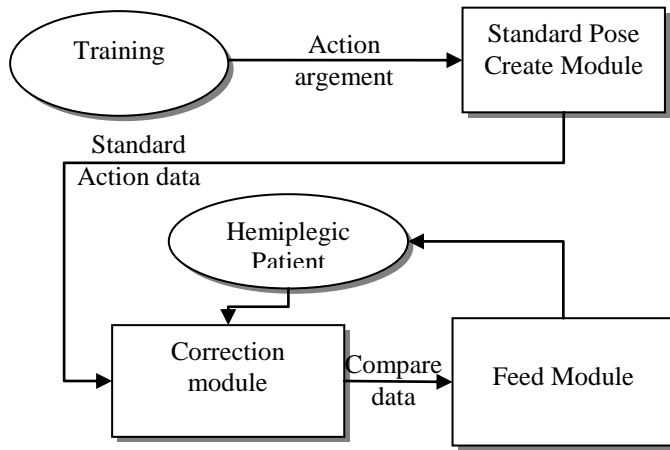 Training
Action
argement
Standard Pose
Create Module
Standard
Action data
Hemiplegic
Patient
Correction
module
Compare
data
Feed Module